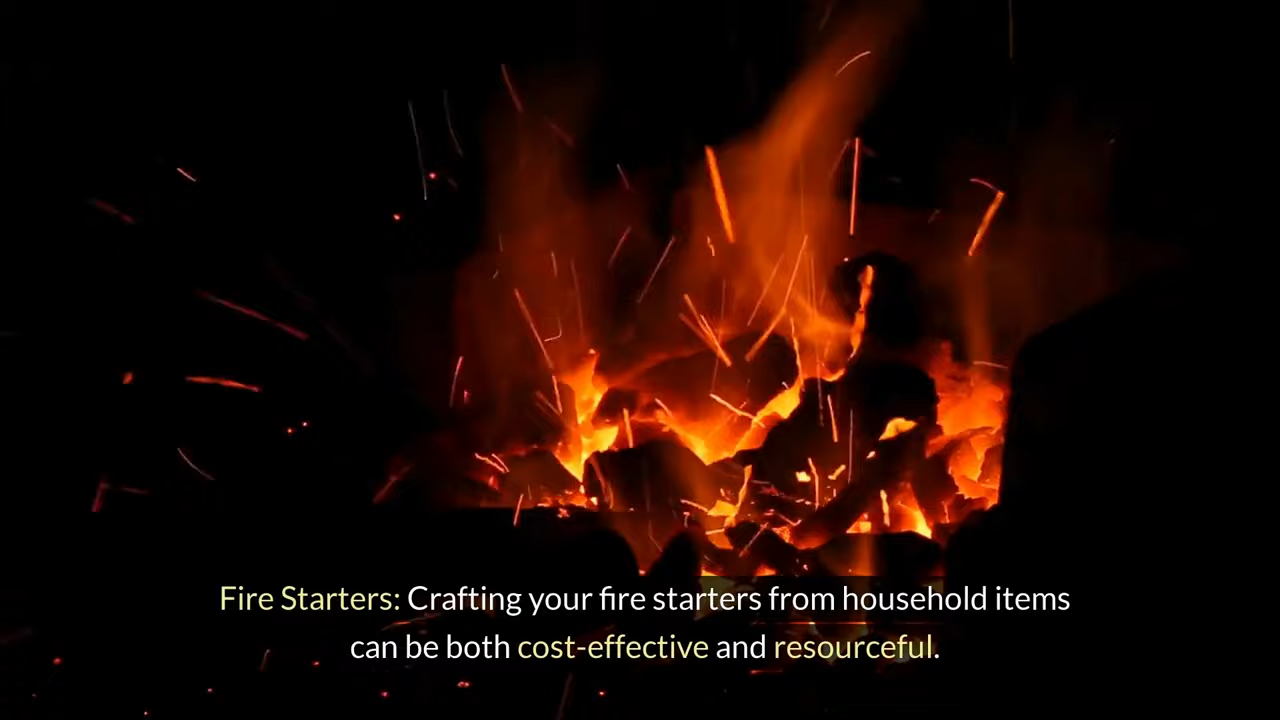 Fire Starters: Crafting your fire starters from household items
can be both cost-effective and resourceful.